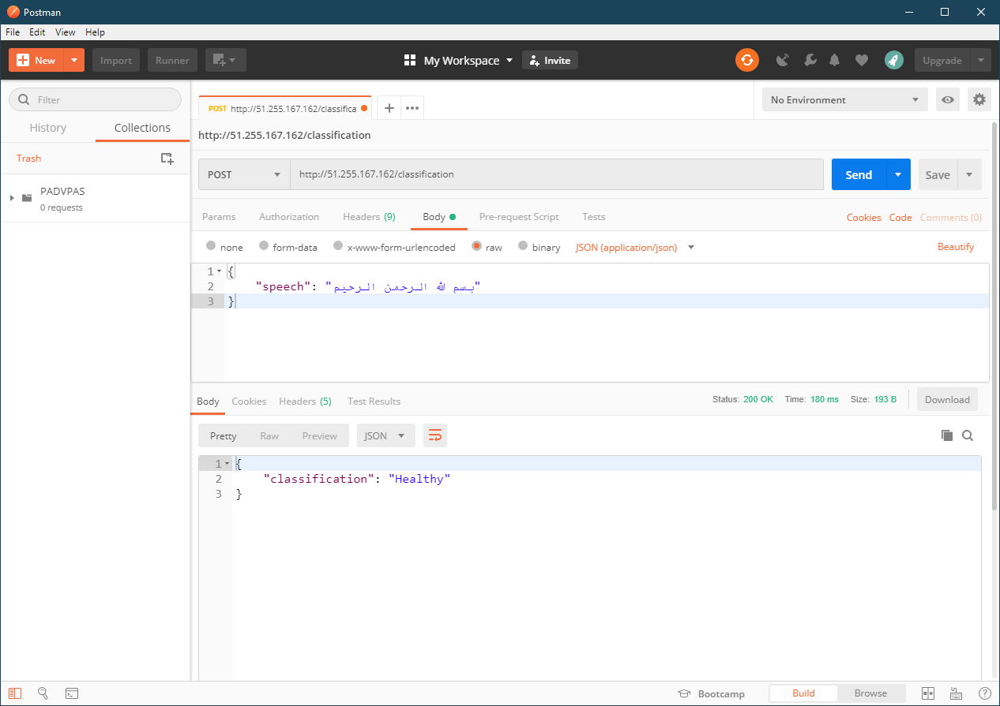 Postman
File Edit View Help
New Import Runner My Workspace Invite Upgrade
Filter
History Collections
Trash
PADVPAS
0 requests
POST http://51.255.167.162/classifica
No Environment
http://51.255.167.162/classification
POST http://51.255.167.162/classification Send Save
Params Authorization Headers (9) Body Pre-request Script Tests Cookies Code Comments (0)
none form-data x-www-form-urlencoded raw binary JSON (application/json) Beautify
1 {
2 "speech": "بسم الله الرحمن الرحيم"
3 }
Body Cookies Headers (5) Test Results Status: 200 OK Time: 180 ms Size: 193 B Download
Pretty Raw Preview JSON
1 {
2 "classification": "Healthy"
3 }
Bootcamp Build Browse